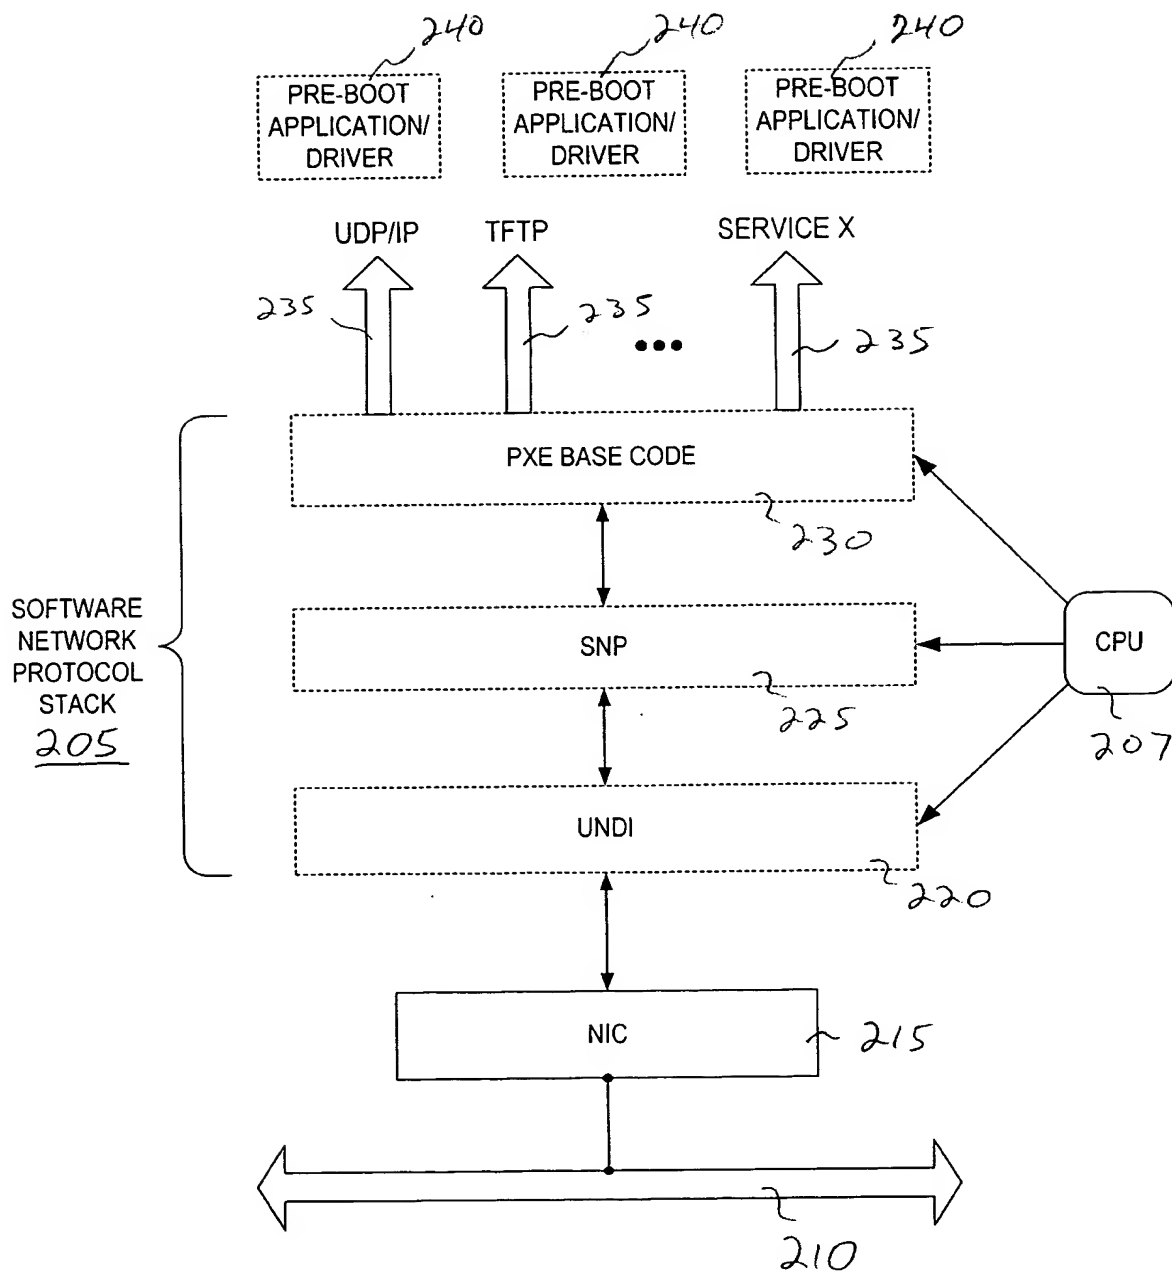 240 240 240
PRE-BOOT APPLICATION/ DRIVER
PRE-BOOT APPLICATION/ DRIVER
PRE-BOOT APPLICATION/ DRIVER
UDP/IP TFTP SERVICE X
235 235 235
PXE BASE CODE
230
SOFTWARE
NETWORK
PROTOCOL
STACK
205
SNP
225
CPU
207
UNDI
220
NIC
215
210